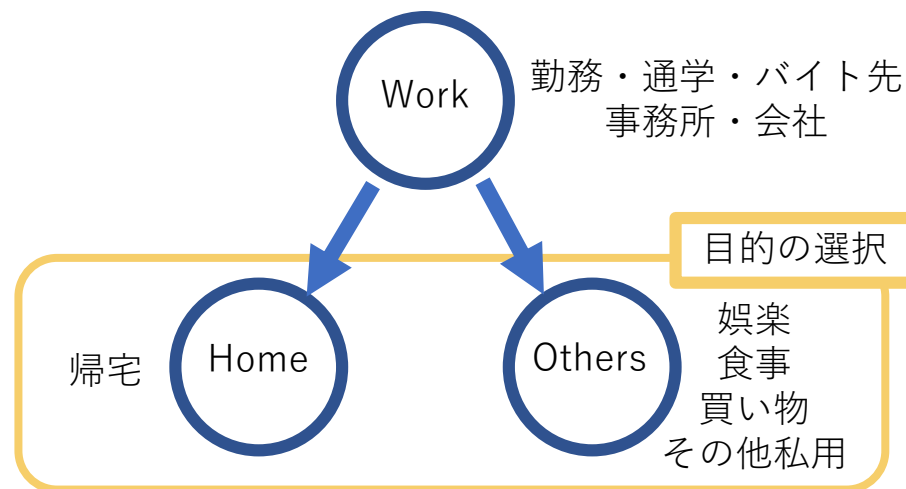 Work
勤務・通学・バイト先
事務所・会社
目的の選択
帰宅
Home
Others
娯楽
食事
買い物
その他私用